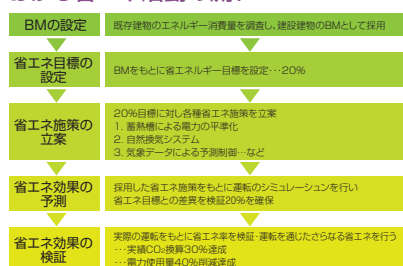 BMの設定
既存建物のエネルギー消費量を調査し、建設建物のBMとして採用
省エネ目標の
設定
BMをもとに省エネルギー目標を設定…20%
省エネ施策の
立案
20%目標に対し各種省エネ施策を立案
1. 蓄熱槽による電力の平準化
2. 自然換気システム
3. 気象データによる予測制御…など
省エネ効果の
予測
採用した省エネ施策をもとに運転のシミュレーションを行い
省エネ目標との差異を検証20%を確保
省エネ効果の
検証
実際の運転をもとに省エネ率を検証・運転を通じたさらなる省エネを行う
…実績CO₂換算30%達成
…電力使用量40%削減達成